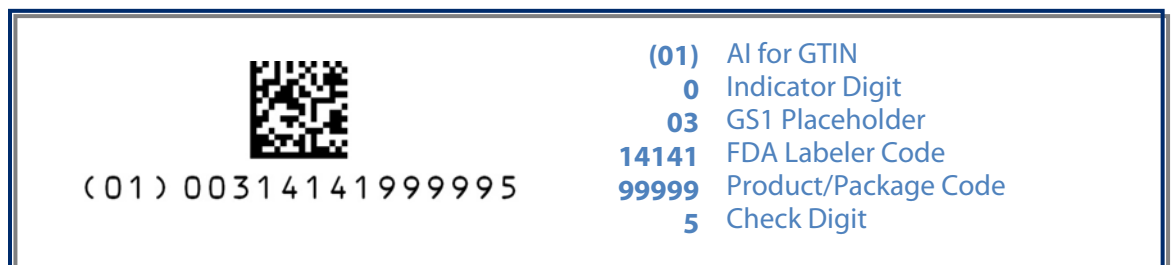 (01) 00314141999995
(01) AI for GTIN
0 Indicator Digit
03 GS1 Placeholder
14141 FDA Labeler Code
99999 Product/Package Code
5 Check Digit